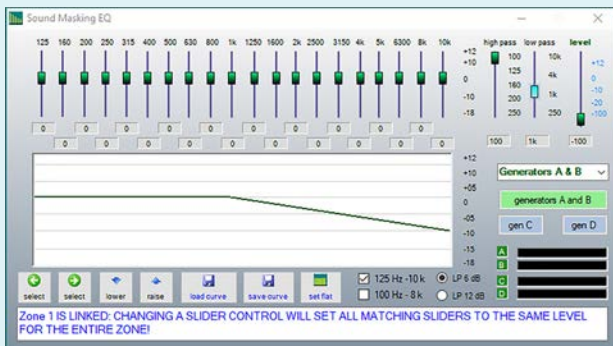 Sound Masking EQ
125 160 200 250 315 400 500 630 800 1k 1250 1600 2k 2500 3150 4k 5k 6300 8k 10k
high pass low pass level
+12
+10
0
-10
-18
100
125
160
200
250
10k
4k
1k
250
+12
0
-10
-20
-100
0 0 0 0 0 0 0 0 0 0
0 0 0 0 0 0 0 0 0 0
100 1k -100
+12
+10
+05
0
-05
-10
-15
-18
Generators A & B
generators A and B
gen C gen D
A
B
C
D
select select lower raise load curve save curve set flat
125 Hz -10 k LP 6 dB
100 Hz - 8 k LP 12 dB
Zone 1 IS LINKED: CHANGING A SLIDER CONTROL WILL SET ALL MATCHING SLIDERS TO THE SAME LEVEL
FOR THE ENTIRE ZONE!